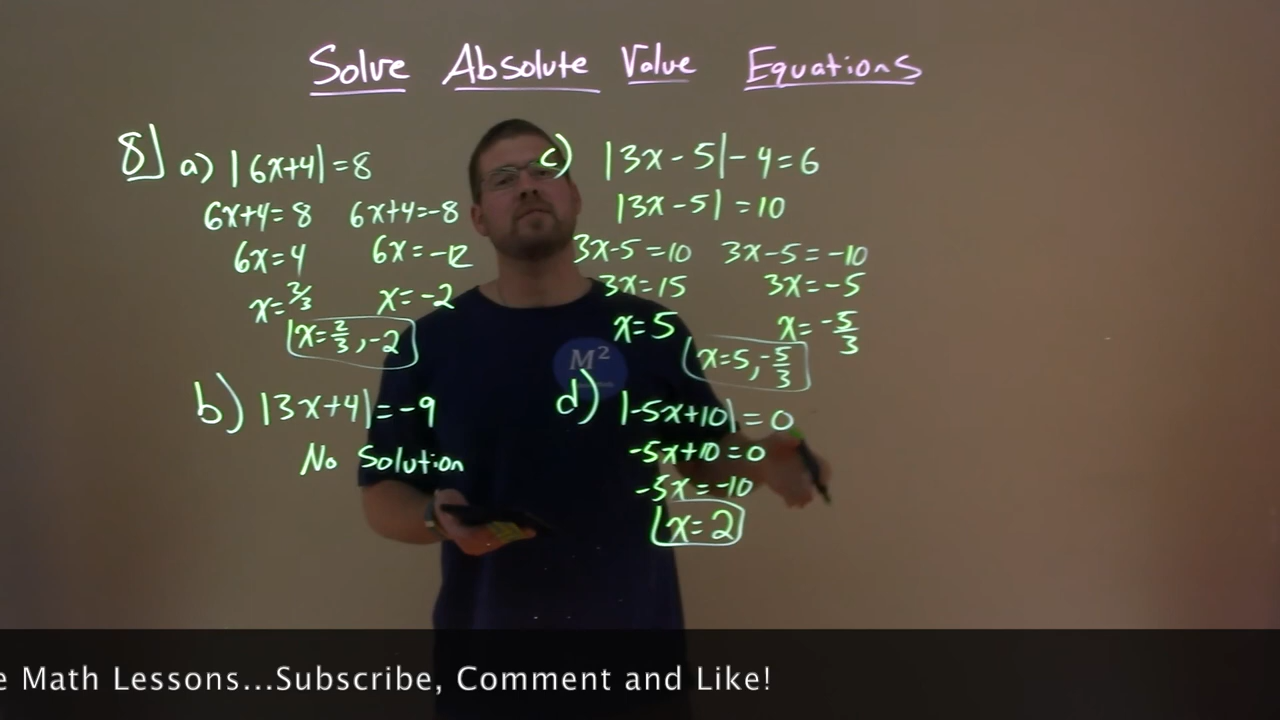 Solve Absolute Value Equations
8] a) |6x+4|=8
6x+4=8 6x+4=-8
6x=4 6x=-12
x=2/3 x=-2
x=2/3,-2
b) |3x+4|=-9
No Solution
c) |3x-5|-4=6
|3x-5|=10
3x-5=10 3x-5=-10
3x=15 3x=-5
x=5 x=-5/3
x=5,-5/3
M²
d) |-5x+10|=0
-5x+10=0
-5x=-10
x=2
e Math Lessons...Subscribe, Comment and Like!